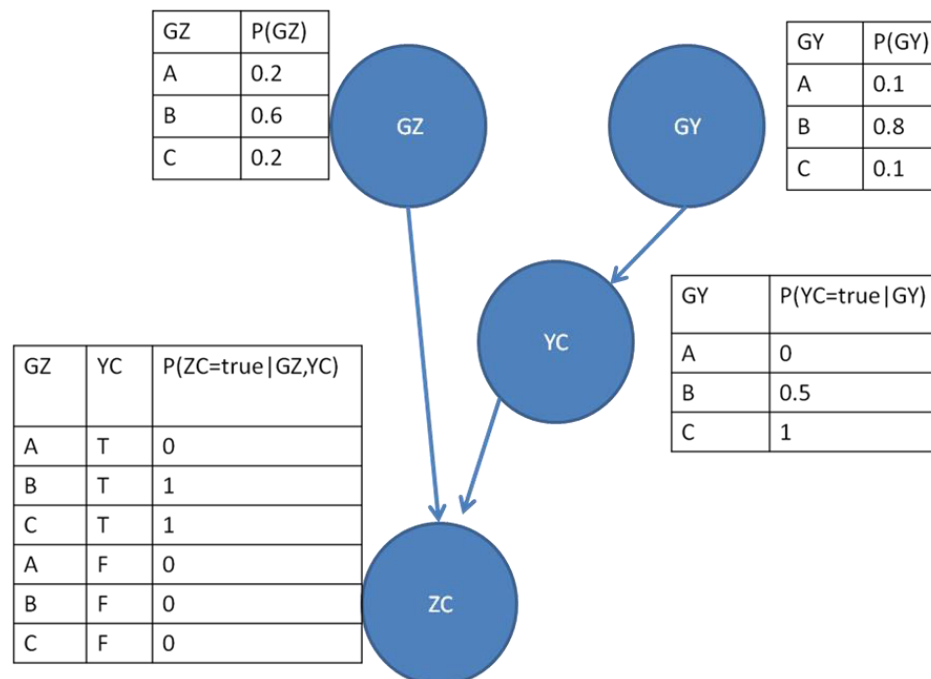 GZ P(GZ)
A 0.2
B 0.6
C 0.2
GZ
GY
GY P(GY)
A 0.1
B 0.8
C 0.1
YC
GY P(YC=true|GY)
A 0
B 0.5
C 1
GZ YC P(ZC=true|GZ,YC)
A T 0
B T 1
C T 1
A F 0
B F 0
C F 0
ZC